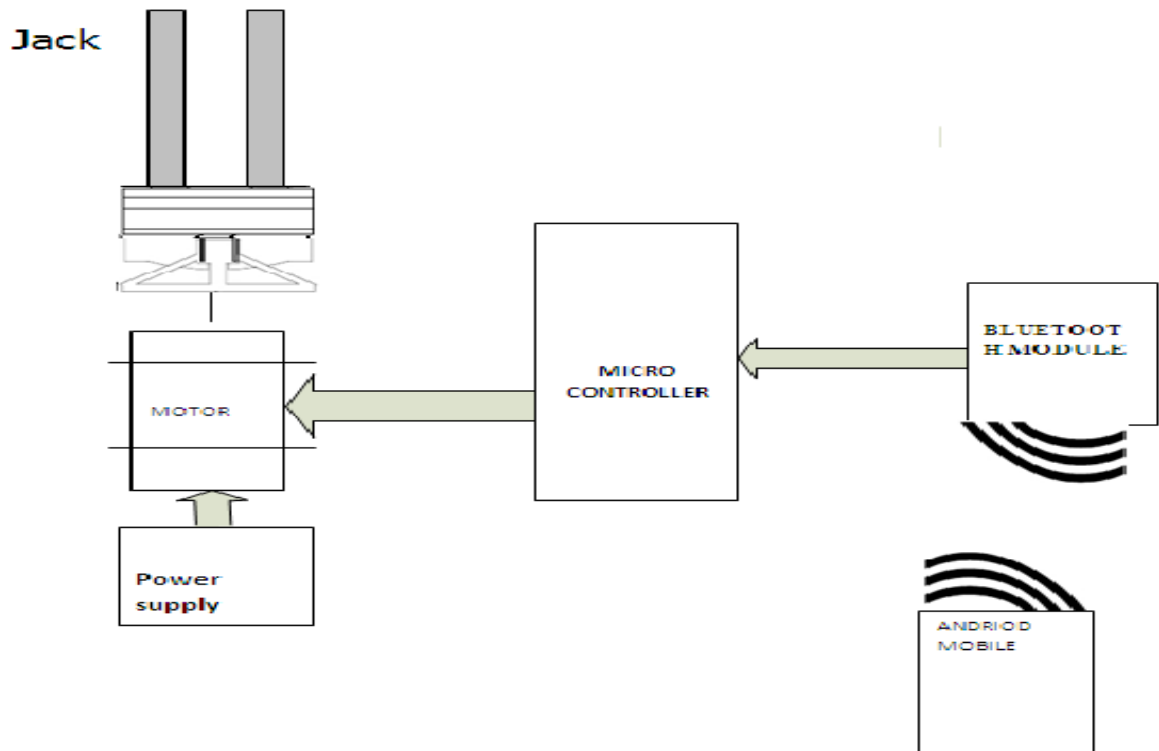 Jack
BLUETOOT
H MODULE
MICRO
CONTROLLER
MOTOR
Power
supply
ANDRIOD
MOBILE